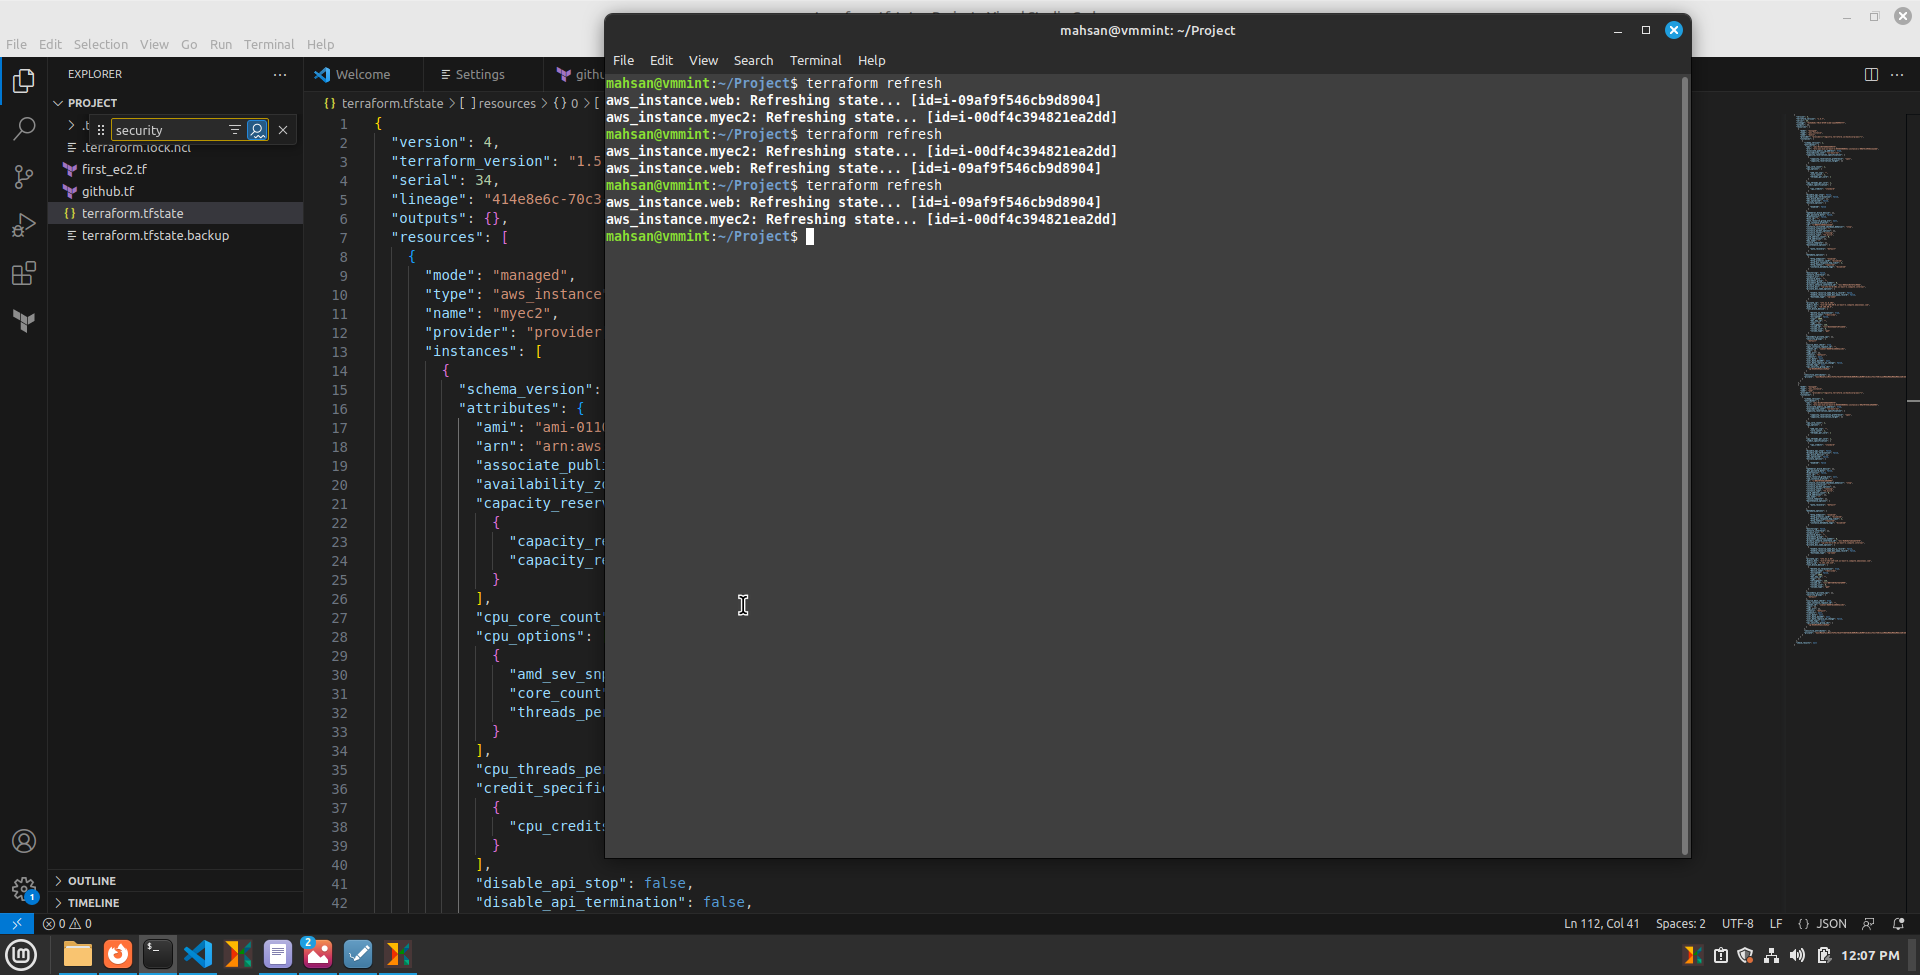 File Edit Selection View Go Run Terminal Help
mahsan@vmmint: ~/Project
File Edit View Search Terminal Help
mahsan@vmmint:~/Project$ terraform refresh
aws_instance.web: Refreshing state... [id=i-09af9f546cb9d8904]
aws_instance.myec2: Refreshing state... [id=i-00df4c394821ea2dd]
mahsan@vmmint:~/Project$ terraform refresh
aws_instance.myec2: Refreshing state... [id=i-00df4c394821ea2dd]
aws_instance.web: Refreshing state... [id=i-09af9f546cb9d8904]
mahsan@vmmint:~/Project$ terraform refresh
aws_instance.web: Refreshing state... [id=i-09af9f546cb9d8904]
aws_instance.myec2: Refreshing state... [id=i-00df4c394821ea2dd]
mahsan@vmmint:~/Project$
EXPLORER
PROJECT
security
.terraform.lock.hcl
first_ec2.tf
github.tf
terraform.tfstate
terraform.tfstate.backup
OUTLINE
TIMELINE
Welcome Settings githu
terraform.tfstate > [ ] resources > {} 0 > [
1 {
2 "version": 4,
3 "terraform_version": "1.5
4 "serial": 34,
5 "lineage": "414e8e6c-70c3
6 "outputs": {},
7 "resources": [
8 {
9 "mode": "managed",
10 "type": "aws_instance"
11 "name": "myec2",
12 "provider": "provider
13 "instances": [
14 {
15 "schema_version":
16 "attributes": {
17 "ami": "ami-011
18 "arn": "arn:aws
19 "associate_publ
20 "availability_z
21 "capacity_reser
22 {
23 "capacity_r
24 "capacity_r
25 }
26 ],
27 "cpu_core_count"
28 "cpu_options":
29 {
30 "amd_sev_sn
31 "core_count"
32 "threads_pe
33 }
34 ],
35 "cpu_threads_pe
36 "credit_specifi
37 {
38 "cpu_credits
39 }
40 ],
41 "disable_api_stop": false,
42 "disable_api_termination": false,
0 0
Ln 112, Col 41 Spaces: 2 UTF-8 LF {} JSON
1
2
12:07 PM